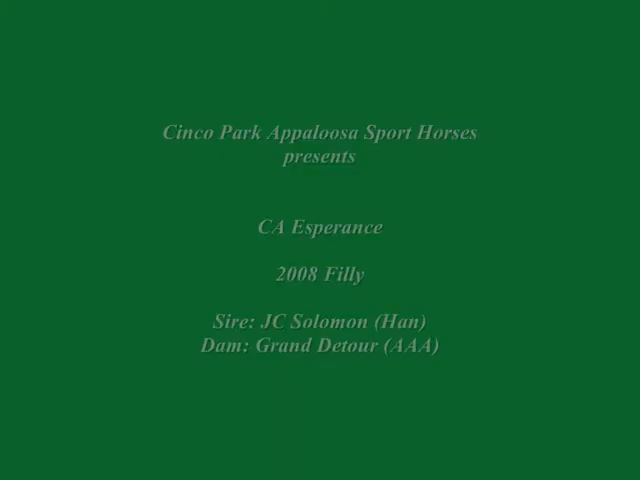 Cinco Park Appaloosa Sport Horses
presents
CA Esperance
2008 Filly
Sire: JC Solomon (Han)
Dam: Grand Detour (AAA)